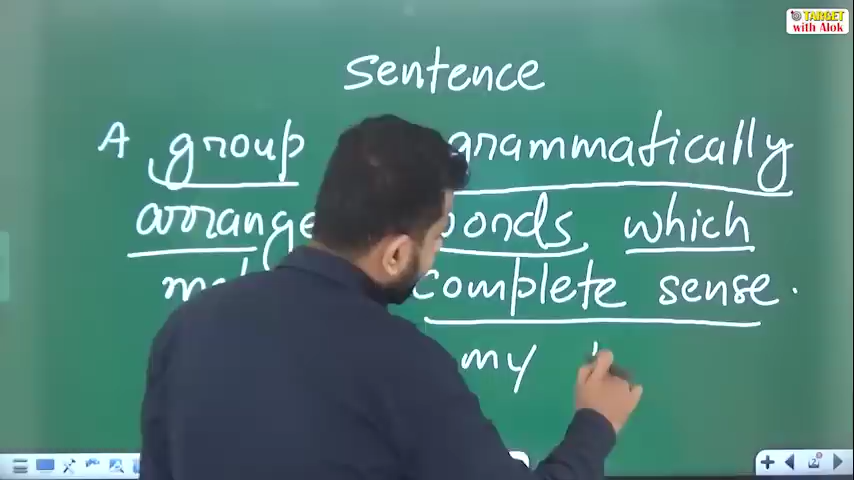 TARGET
with Alok
sentence
A group grammatically
arrange words, which
complete sense.
my